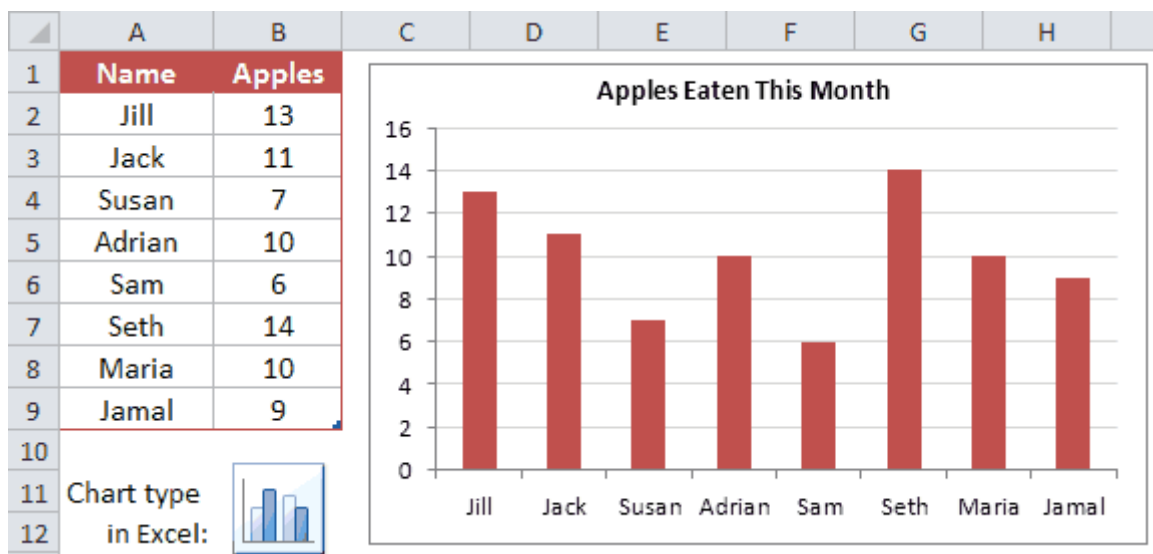 A B C D E F G H
1 Name Apples
2 Jill 13
3 Jack 11
4 Susan 7
5 Adrian 10
6 Sam 6
7 Seth 14
8 Maria 10
9 Jamal 9
10
11 Chart type
12 in Excel:
Apples Eaten This Month
16
14
12
10
8
6
4
2
0
Jill Jack Susan Adrian Sam Seth Maria Jamal